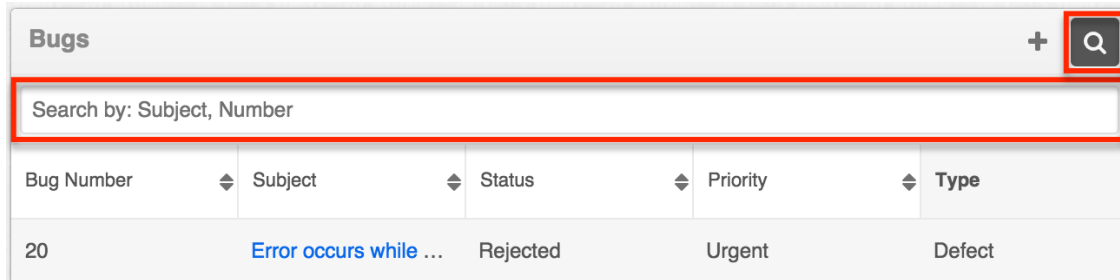 Bugs
Search by: Subject, Number
Bug Number Subject Status Priority Type
20 Error occurs while ... Rejected Urgent Defect